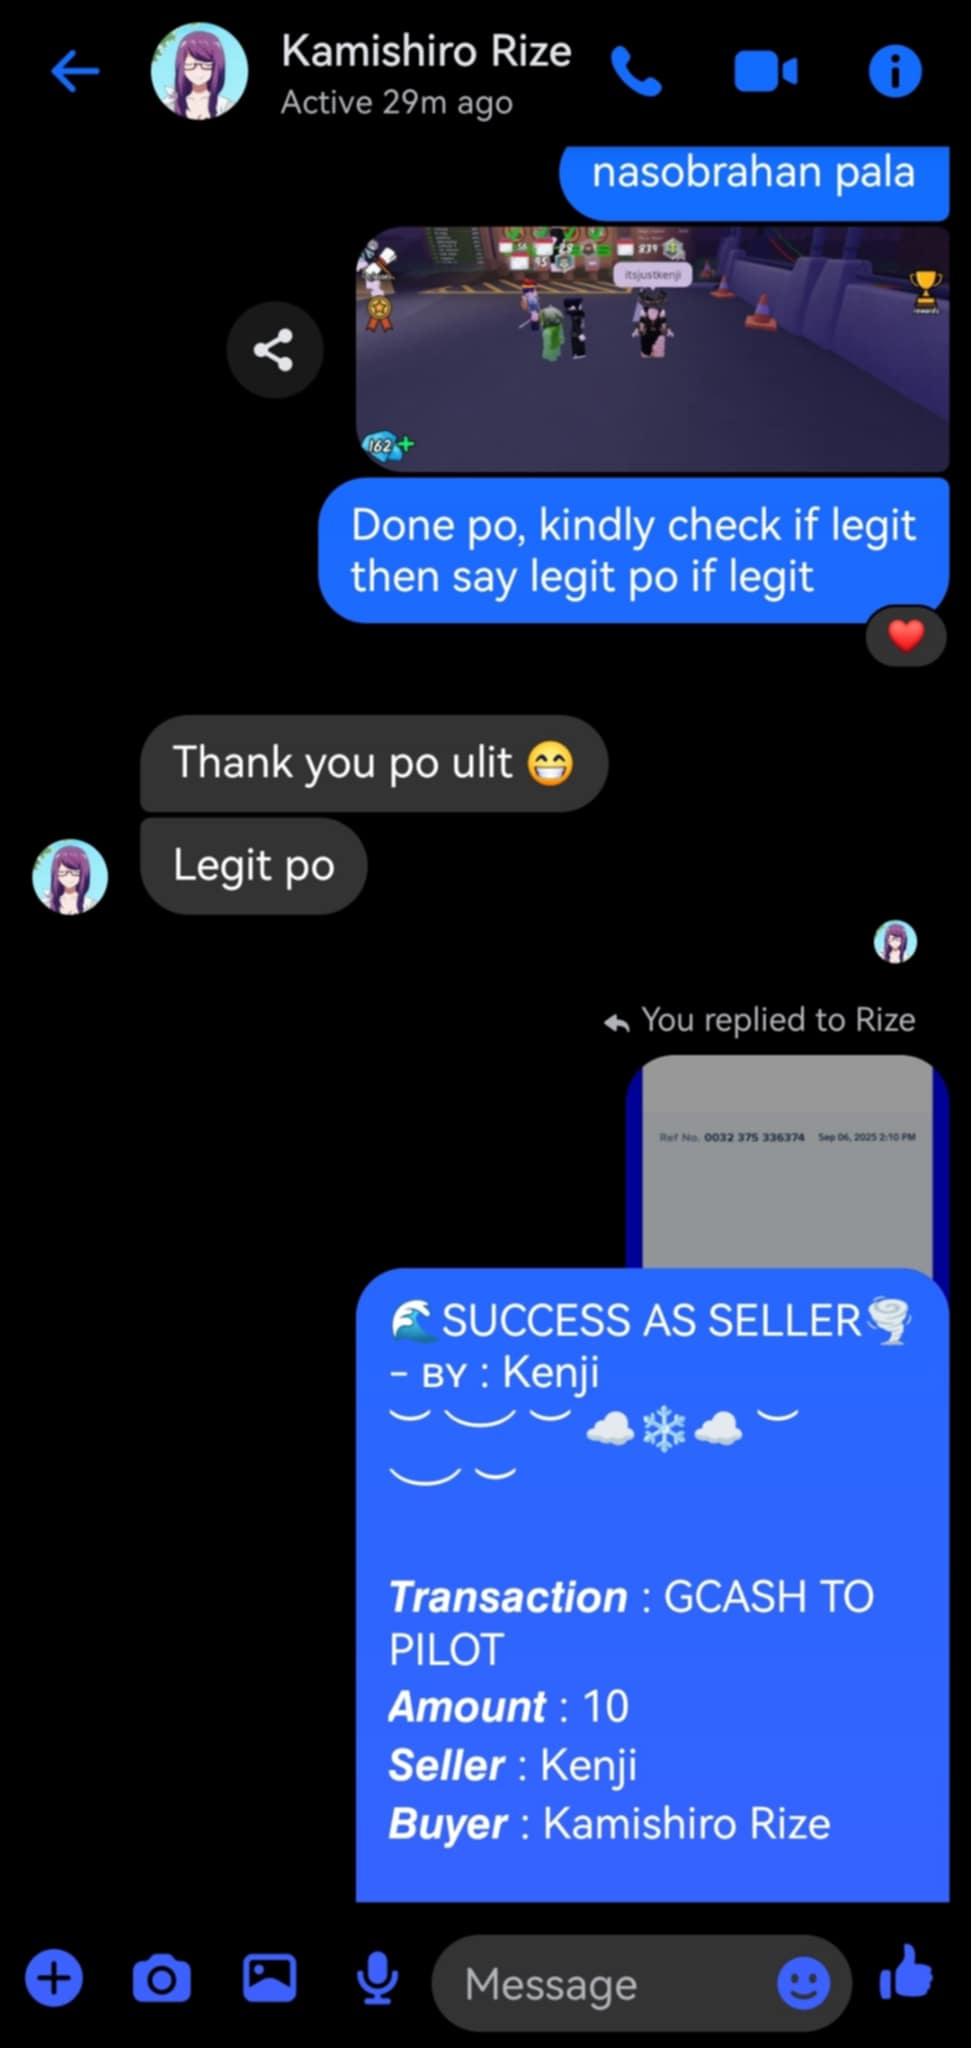 Kamishiro Rize
Active 29m ago
nasobrahan pala
839
95
itsjustkenji
rewards
162+
Done po, kindly check if legit
then say legit po if legit
Thank you po ulit
Legit po
You replied to Rize
Ref No. 0032 375 336374 Sep 06, 2025 2:10 PM
SUCCESS AS SELLER
- BY : Kenji
Transaction : GCASH TO
PILOT
Amount : 10
Seller : Kenji
Buyer : Kamishiro Rize
Message